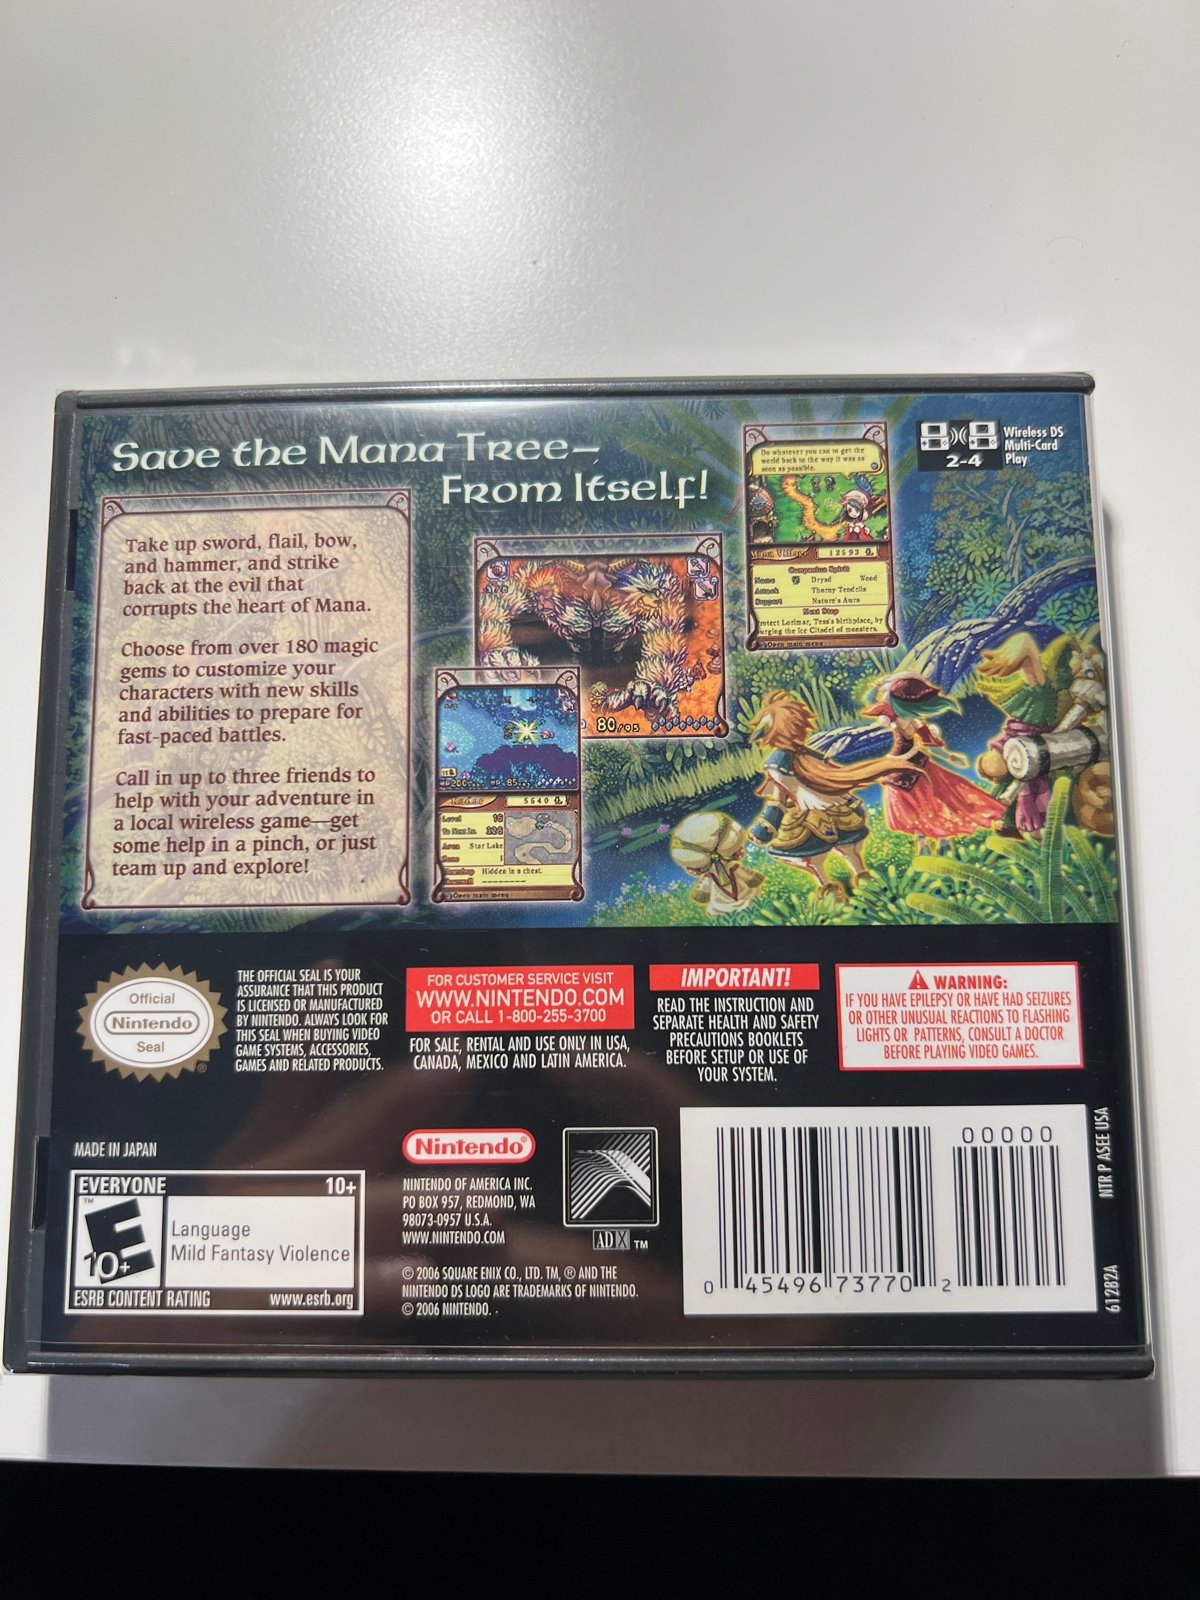 Save the Mana Tree—
From Itself!
Wireless DS
Multi-Card
Play
2-4
Take up sword, flail, bow,
and hammer, and strike
back at the evil that
corrupts the heart of Mana.
Choose from over 180 magic
gems to customize your
characters with new skills
and abilities to prepare for
fast-paced battles.
Call in up to three friends to
help with your adventure in
a local wireless game—get
some help in a pinch, or just
team up and explore!
Do whatever you can to get the
world back to the way it was as
soon as possible.
Mana Village 12593 L
Companion Spirit
Name Dryad Wood
Attack Thorny Tendrils
Support Nature's Aura
Next Step
Protect Lorimar, Tess's birthplace, by
purging the Ice Citadel of monsters.
Open main menu
80/95
5540 L
Level 16
To Next Lv. 326
Area Star Lake
Hidden in a chest.
Open main menu
Official
Nintendo
Seal
®
THE OFFICIAL SEAL IS YOUR
ASSURANCE THAT THIS PRODUCT
IS LICENSED OR MANUFACTURED
BY NINTENDO. ALWAYS LOOK FOR
THIS SEAL WHEN BUYING VIDEO
GAME SYSTEMS, ACCESSORIES,
GAMES AND RELATED PRODUCTS.
FOR CUSTOMER SERVICE VISIT
WWW.NINTENDO.COM
OR CALL 1-800-255-3700
FOR SALE, RENTAL AND USE ONLY IN USA,
CANADA, MEXICO AND LATIN AMERICA.
IMPORTANT!
READ THE INSTRUCTION AND
SEPARATE HEALTH AND SAFETY
PRECAUTIONS BOOKLETS
BEFORE SETUP OR USE OF
YOUR SYSTEM.
WARNING:
IF YOU HAVE EPILEPSY OR HAVE HAD SEIZURES
OR OTHER UNUSUAL REACTIONS TO FLASHING
LIGHTS OR PATTERNS, CONSULT A DOCTOR
BEFORE PLAYING VIDEO GAMES.
MADE IN JAPAN
EVERYONE 10+
™
E
10+
Language
Mild Fantasy Violence
ESRB CONTENT RATING www.esrb.org
Nintendo®
NINTENDO OF AMERICA INC.
PO BOX 957, REDMOND, WA
98073-0957 U.S.A.
WWW.NINTENDO.COM
ADX ™
© 2006 SQUARE ENIX CO., LTD. TM, ® AND THE
NINTENDO DS LOGO ARE TRADEMARKS OF NINTENDO.
© 2006 NINTENDO.
00000
0 45496 73770 2
NTR P ASEE USA
61282A